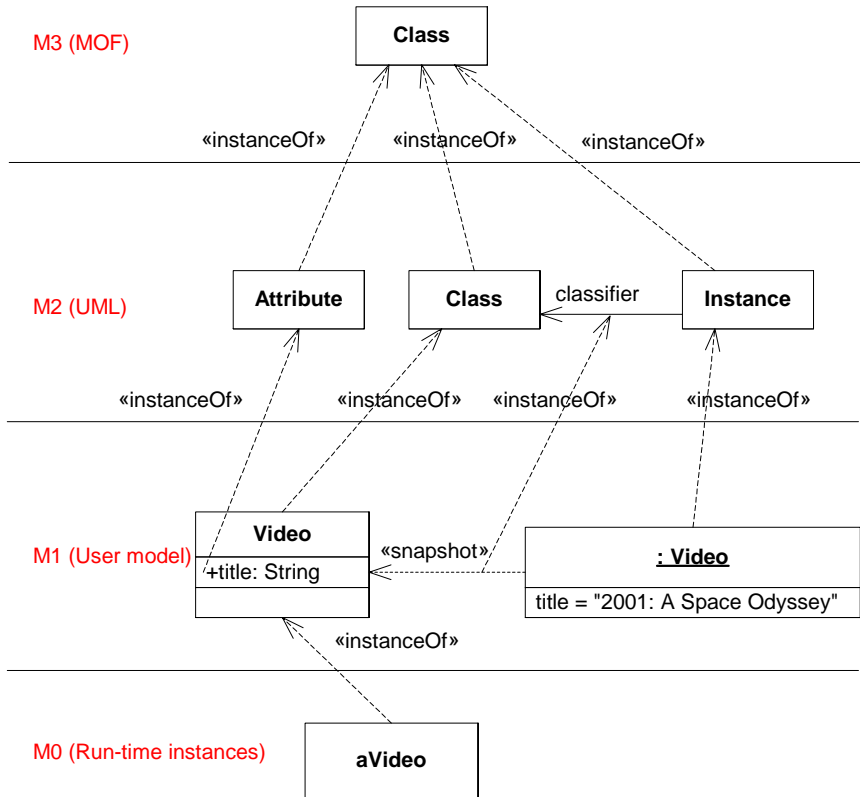 Class
M3 (MOF)
«instanceOf» «instanceOf» «instanceOf»
Attribute Class classifier Instance
M2 (UML)
«instanceOf» «instanceOf» «instanceOf» «instanceOf»
Video
M1 (User model) «snapshot» : Video
+title: String
title = "2001: A Space Odyssey"
«instanceOf»
M0 (Run-time instances) aVideo